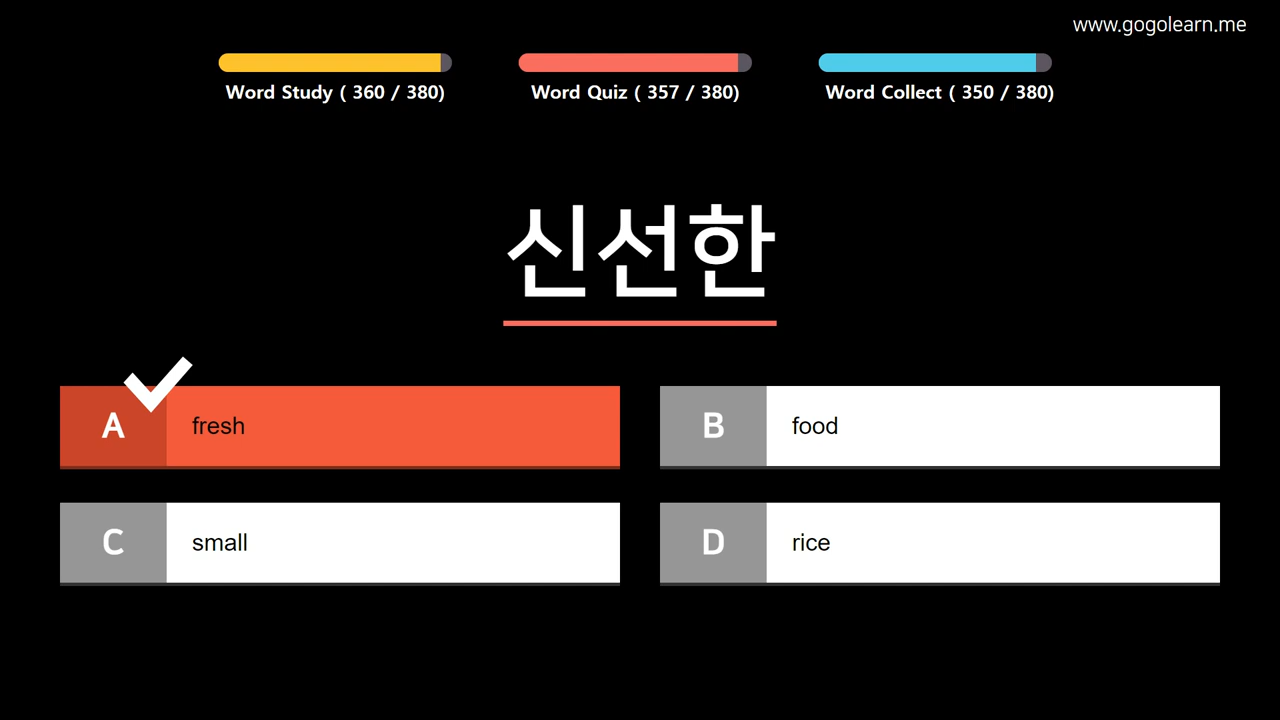 www.gogolearn.me
Word Study ( 360 / 380)
Word Quiz ( 357 / 380)
Word Collect ( 350 / 380)
신선한
A fresh
B food
C small
D rice